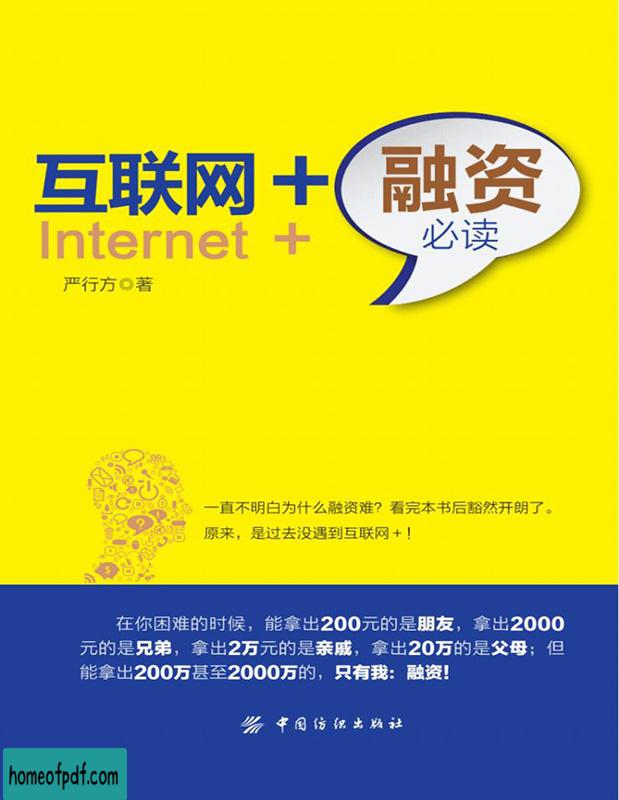 互联网+ 融资
Internet + 必读
严行方◎著
一直不明白为什么融资难？看完本书后豁然开朗了。
原来，是过去没遇到互联网+！
在你困难的时候，能拿出200元的是朋友，拿出2000
元的是兄弟，拿出2万元的是亲戚，拿出20万的是父母；但
能拿出200万甚至2000万的，只有我：融资！
中国纺织出版社
homeofpdf.com